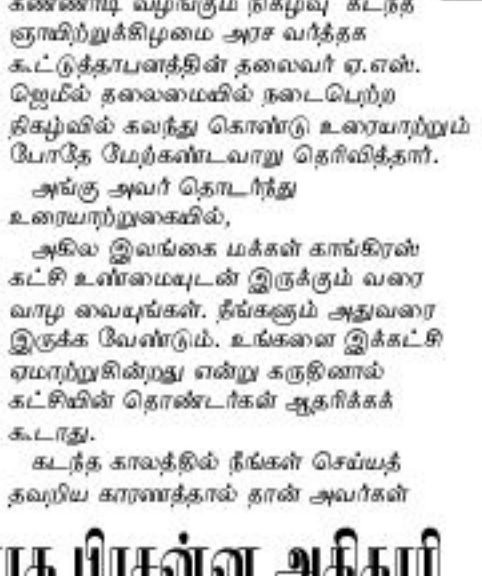 கண்ணாடி வழங்கும் நிகழ்வு கடந்த
ஞாயிற்றுக்கிழமை அரச வர்த்தக
கூட்டுத்தாபனத்தின் தலைவர் ஏ.எஸ்.
ஜெமீல் தலைமையில் நடைபெற்ற
நிகழ்வில் கலந்து கொண்டு உரையாற்றும்
போதே மேற்கண்டவாறு தெரிவித்தார்.
அங்கு அவர் தொடர்ந்து
உரையாற்றுகையில்,
அகில இலங்கை மக்கள் காங்கிரஸ்
கட்சி உண்மையுடன் இருக்கும் வரை
வாழ வையுங்கள். நீங்களும் அதுவரை
இருக்க வேண்டும். உங்களை இக்கட்சி
ஏமாற்றுகின்றது என்று கருதினால்
கட்சியின் தொண்டர்கள் ஆதரிக்கக்
கூடாது.
கடந்த காலத்தில் நீங்கள் செய்யத்
தவறிய காரணத்தால் தான் அவர்கள்
பிரசன்ன அதிகாரி